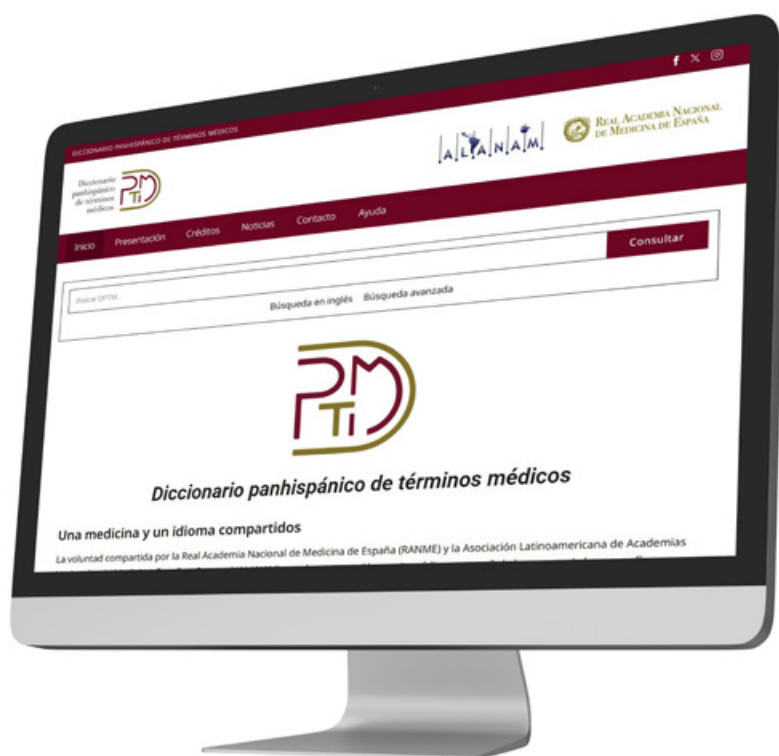 DICCIONARIO PANHISPÁNICO DE TÉRMINOS MÉDICOS
Diccionario
panhispánico
de términos
médicos
PTMD
ALANAM
REAL ACADEMIA NACIONAL
DE MEDICINA DE ESPAÑA
Inicio Presentación Créditos Noticias Contacto Ayuda
Buscar DPTM...
Consultar
Búsqueda en inglés Búsqueda avanzada
PTMD
Diccionario panhispánico de términos médicos
Una medicina y un idioma compartidos
La voluntad compartida por la Real Academia Nacional de Medicina de España (RANME) y la Asociación Latinoamericana de Academias